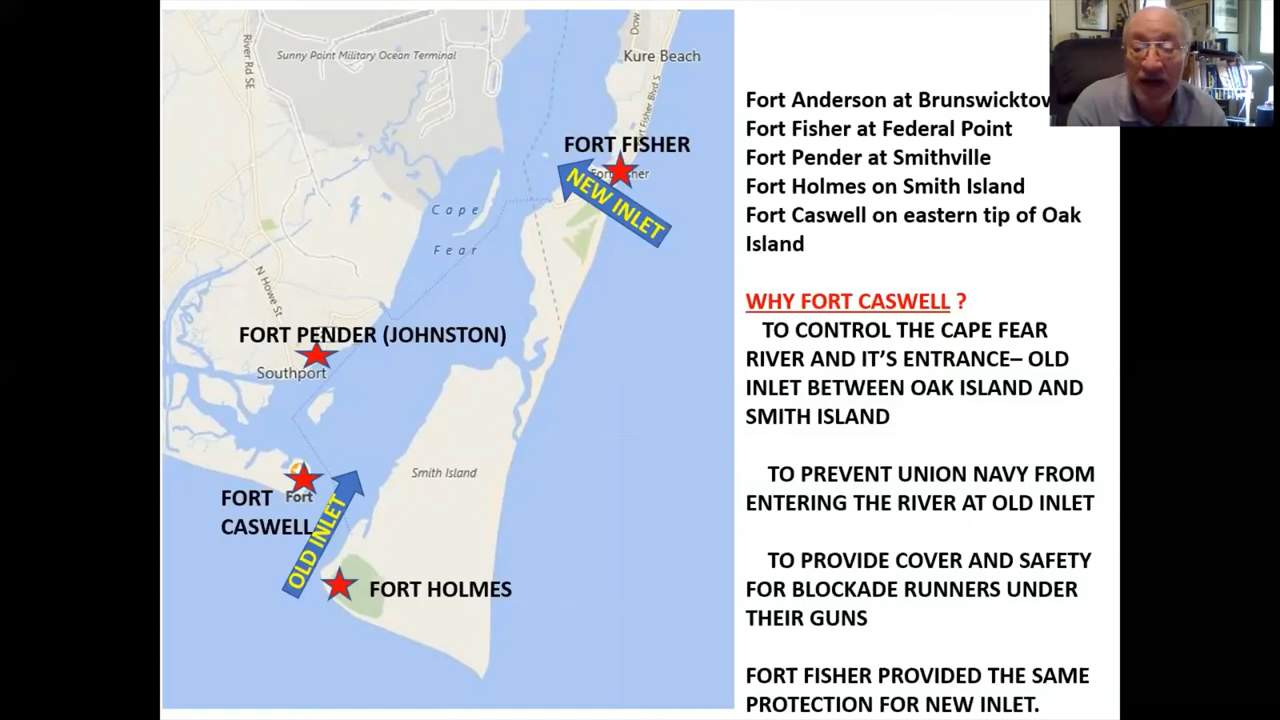 Sunny Point Military Ocean Terminal
River Rd SE
Dow
Kure Beach
Fort Fisher Blvd S
FORT FISHER
NEW INLET
Cape
Fear
N Howe St
FORT PENDER (JOHNSTON)
Southport
Smith Island
Fort
FORT
CASWELL
OLD INLET
FORT HOLMES
Fort Anderson at
Fort Fisher at Federal Point
Fort Pender at Smithville
Fort Holmes on Smith Island
Fort Caswell on eastern tip of Oak
Island
WHY FORT CASWELL ?
TO CONTROL THE CAPE FEAR
RIVER AND IT'S ENTRANCE– OLD
INLET BETWEEN OAK ISLAND AND
SMITH ISLAND
TO PREVENT UNION NAVY FROM
ENTERING THE RIVER AT OLD INLET
TO PROVIDE COVER AND SAFETY
FOR BLOCKADE RUNNERS UNDER
THEIR GUNS
FORT FISHER PROVIDED THE SAME
PROTECTION FOR NEW INLET.